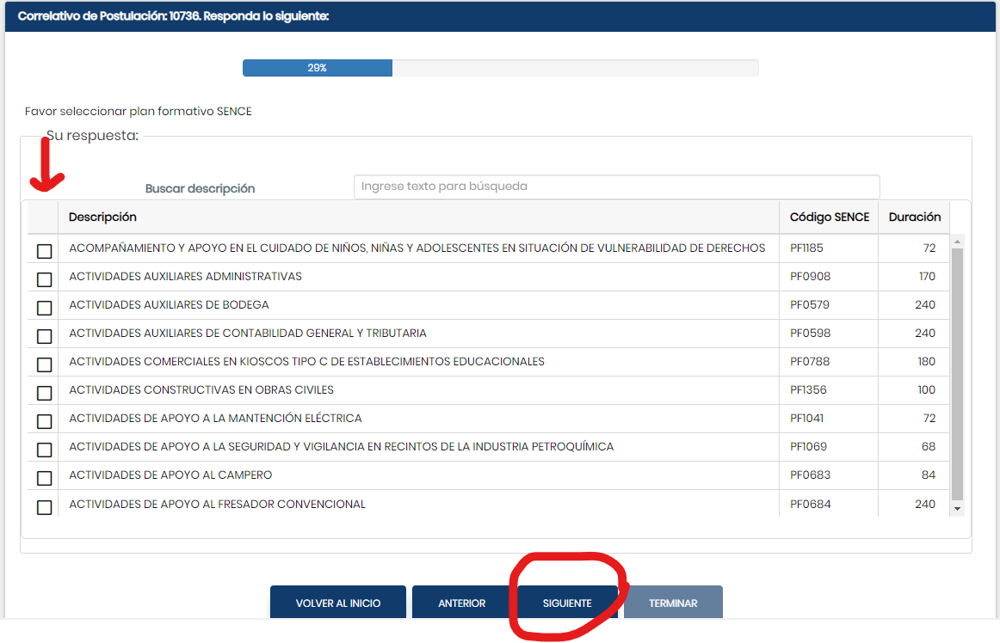 Correlativo de Postulación: 10736. Responda lo siguiente:
29%
Favor seleccionar plan formativo SENCE
Su respuesta:
Buscar descripción Ingrese texto para búsqueda
Descripción Código SENCE Duración
ACOMPAÑAMIENTO Y APOYO EN EL CUIDADO DE NIÑOS, NIÑAS Y ADOLESCENTES EN SITUACIÓN DE VULNERABILIDAD DE DERECHOS PF1185 72
ACTIVIDADES AUXILIARES ADMINISTRATIVAS PF0908 170
ACTIVIDADES AUXILIARES DE BODEGA PF0579 240
ACTIVIDADES AUXILIARES DE CONTABILIDAD GENERAL Y TRIBUTARIA PF0598 240
ACTIVIDADES COMERCIALES EN KIOSCOS TIPO C DE ESTABLECIMIENTOS EDUCACIONALES PF0788 180
ACTIVIDADES CONSTRUCTIVAS EN OBRAS CIVILES PF1356 100
ACTIVIDADES DE APOYO A LA MANTENCIÓN ELÉCTRICA PF1041 72
ACTIVIDADES DE APOYO A LA SEGURIDAD Y VIGILANCIA EN RECINTOS DE LA INDUSTRIA PETROQUÍMICA PF1069 68
ACTIVIDADES DE APOYO AL CAMPERO PF0683 84
ACTIVIDADES DE APOYO AL FRESADOR CONVENCIONAL PF0684 240
VOLVER AL INICIO ANTERIOR SIGUIENTE TERMINAR